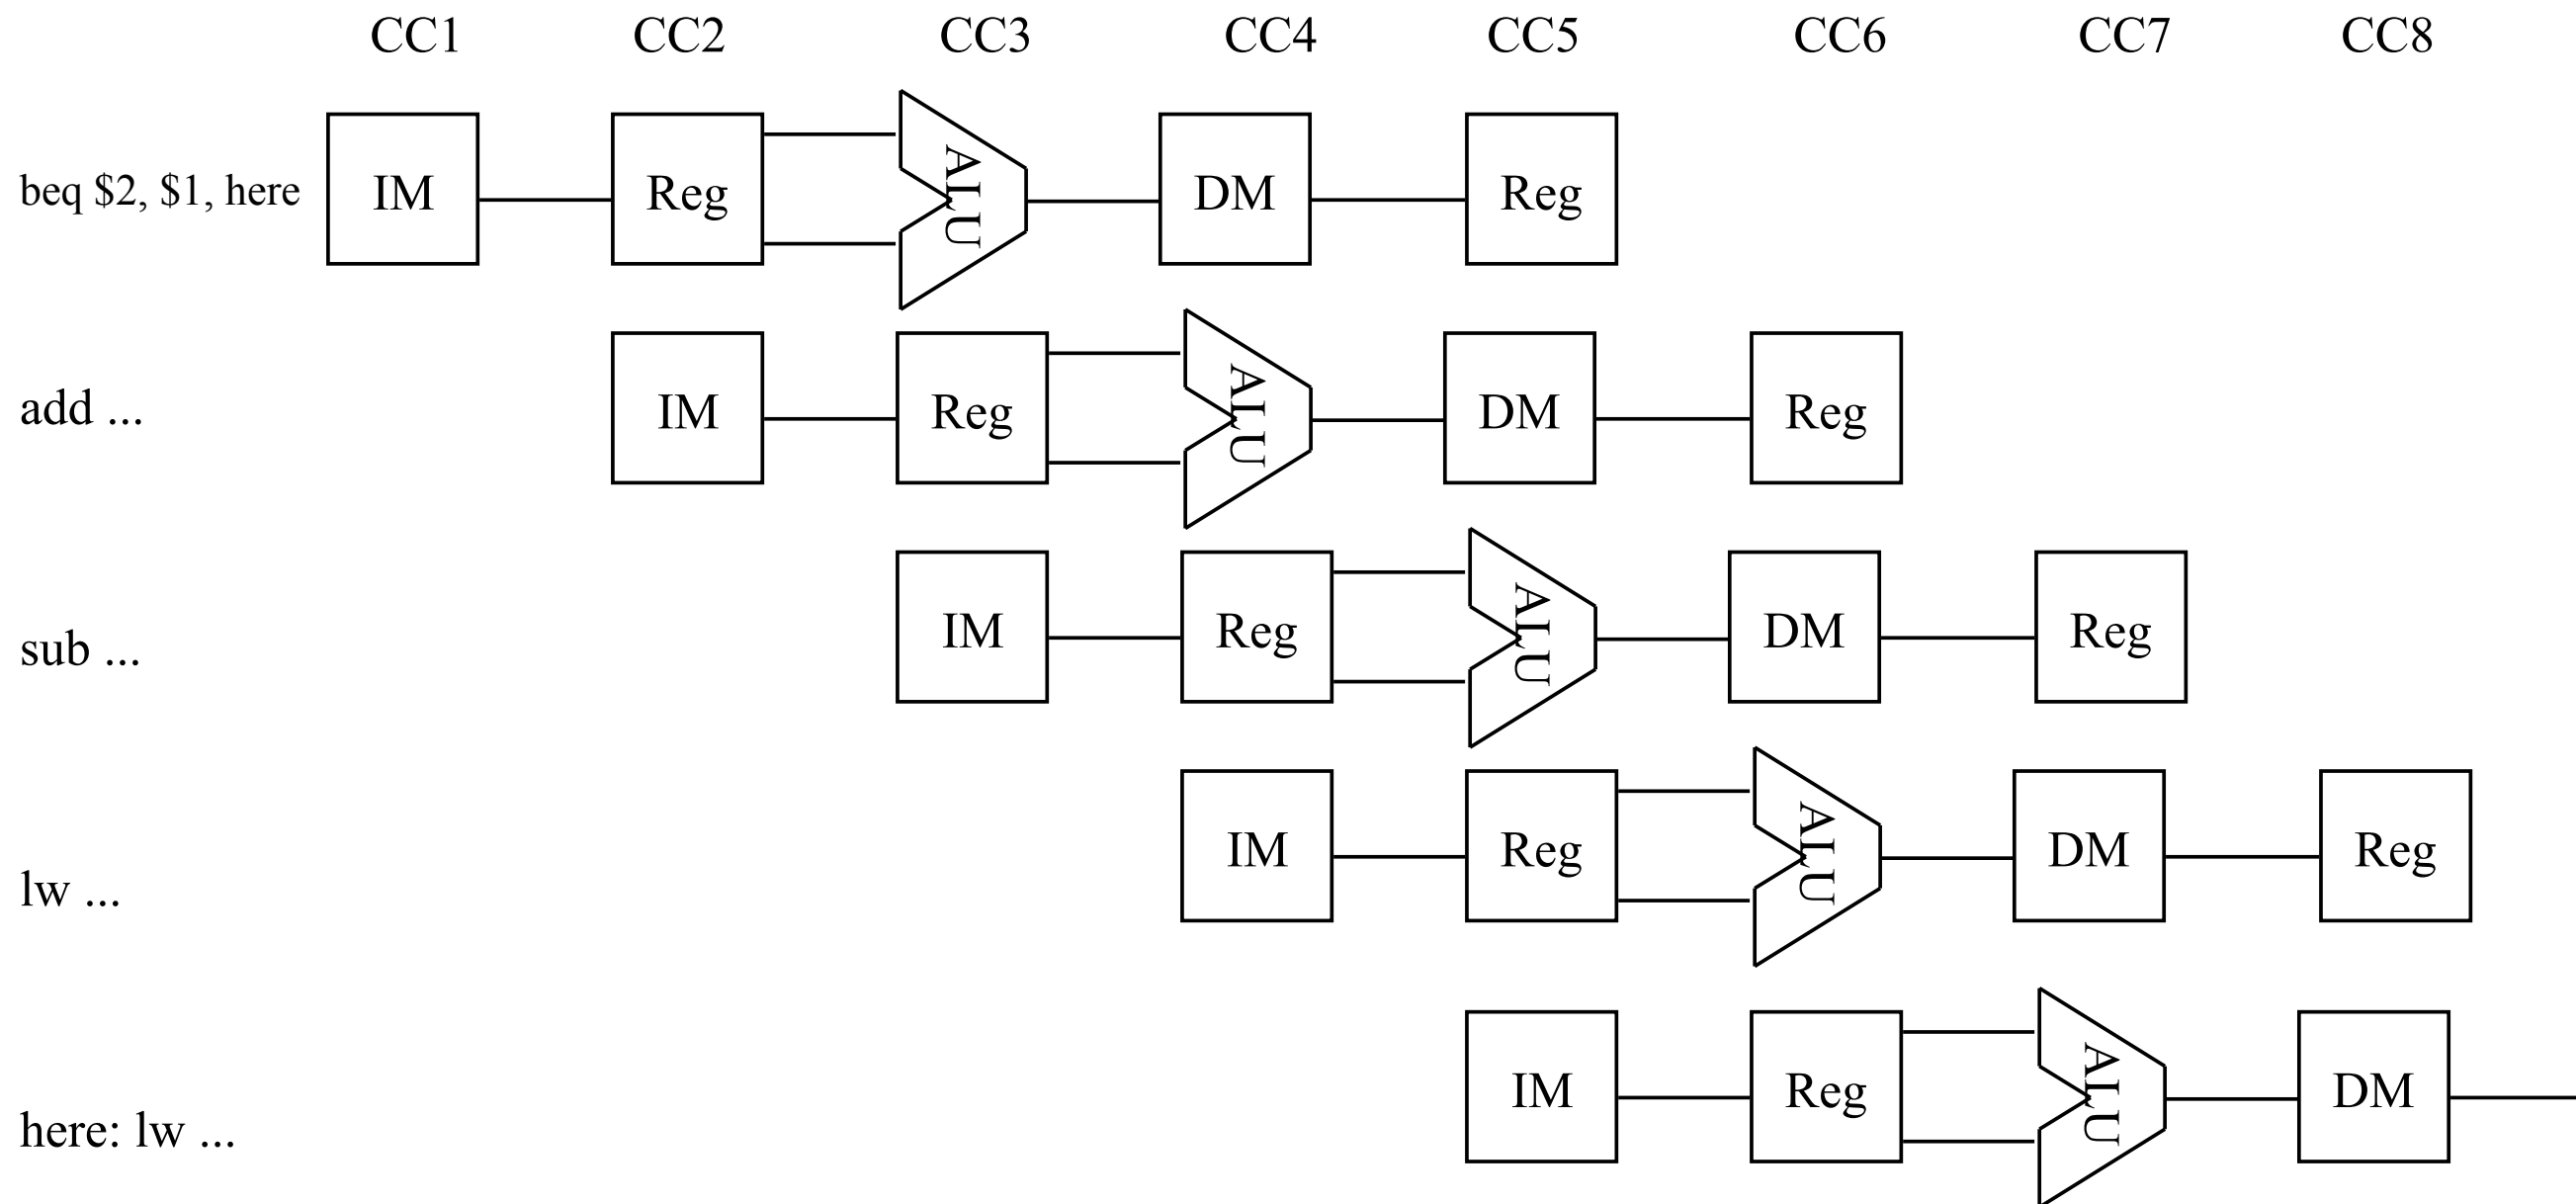 CC1 CC2 CC3 CC4 CC5 CC6 CC7 CC8
beq $2, $1, here IM Reg ALU DM Reg
add ... IM Reg ALU DM Reg
sub ... IM Reg ALU DM Reg
lw ... IM Reg ALU DM Reg
here: lw ... IM Reg ALU DM